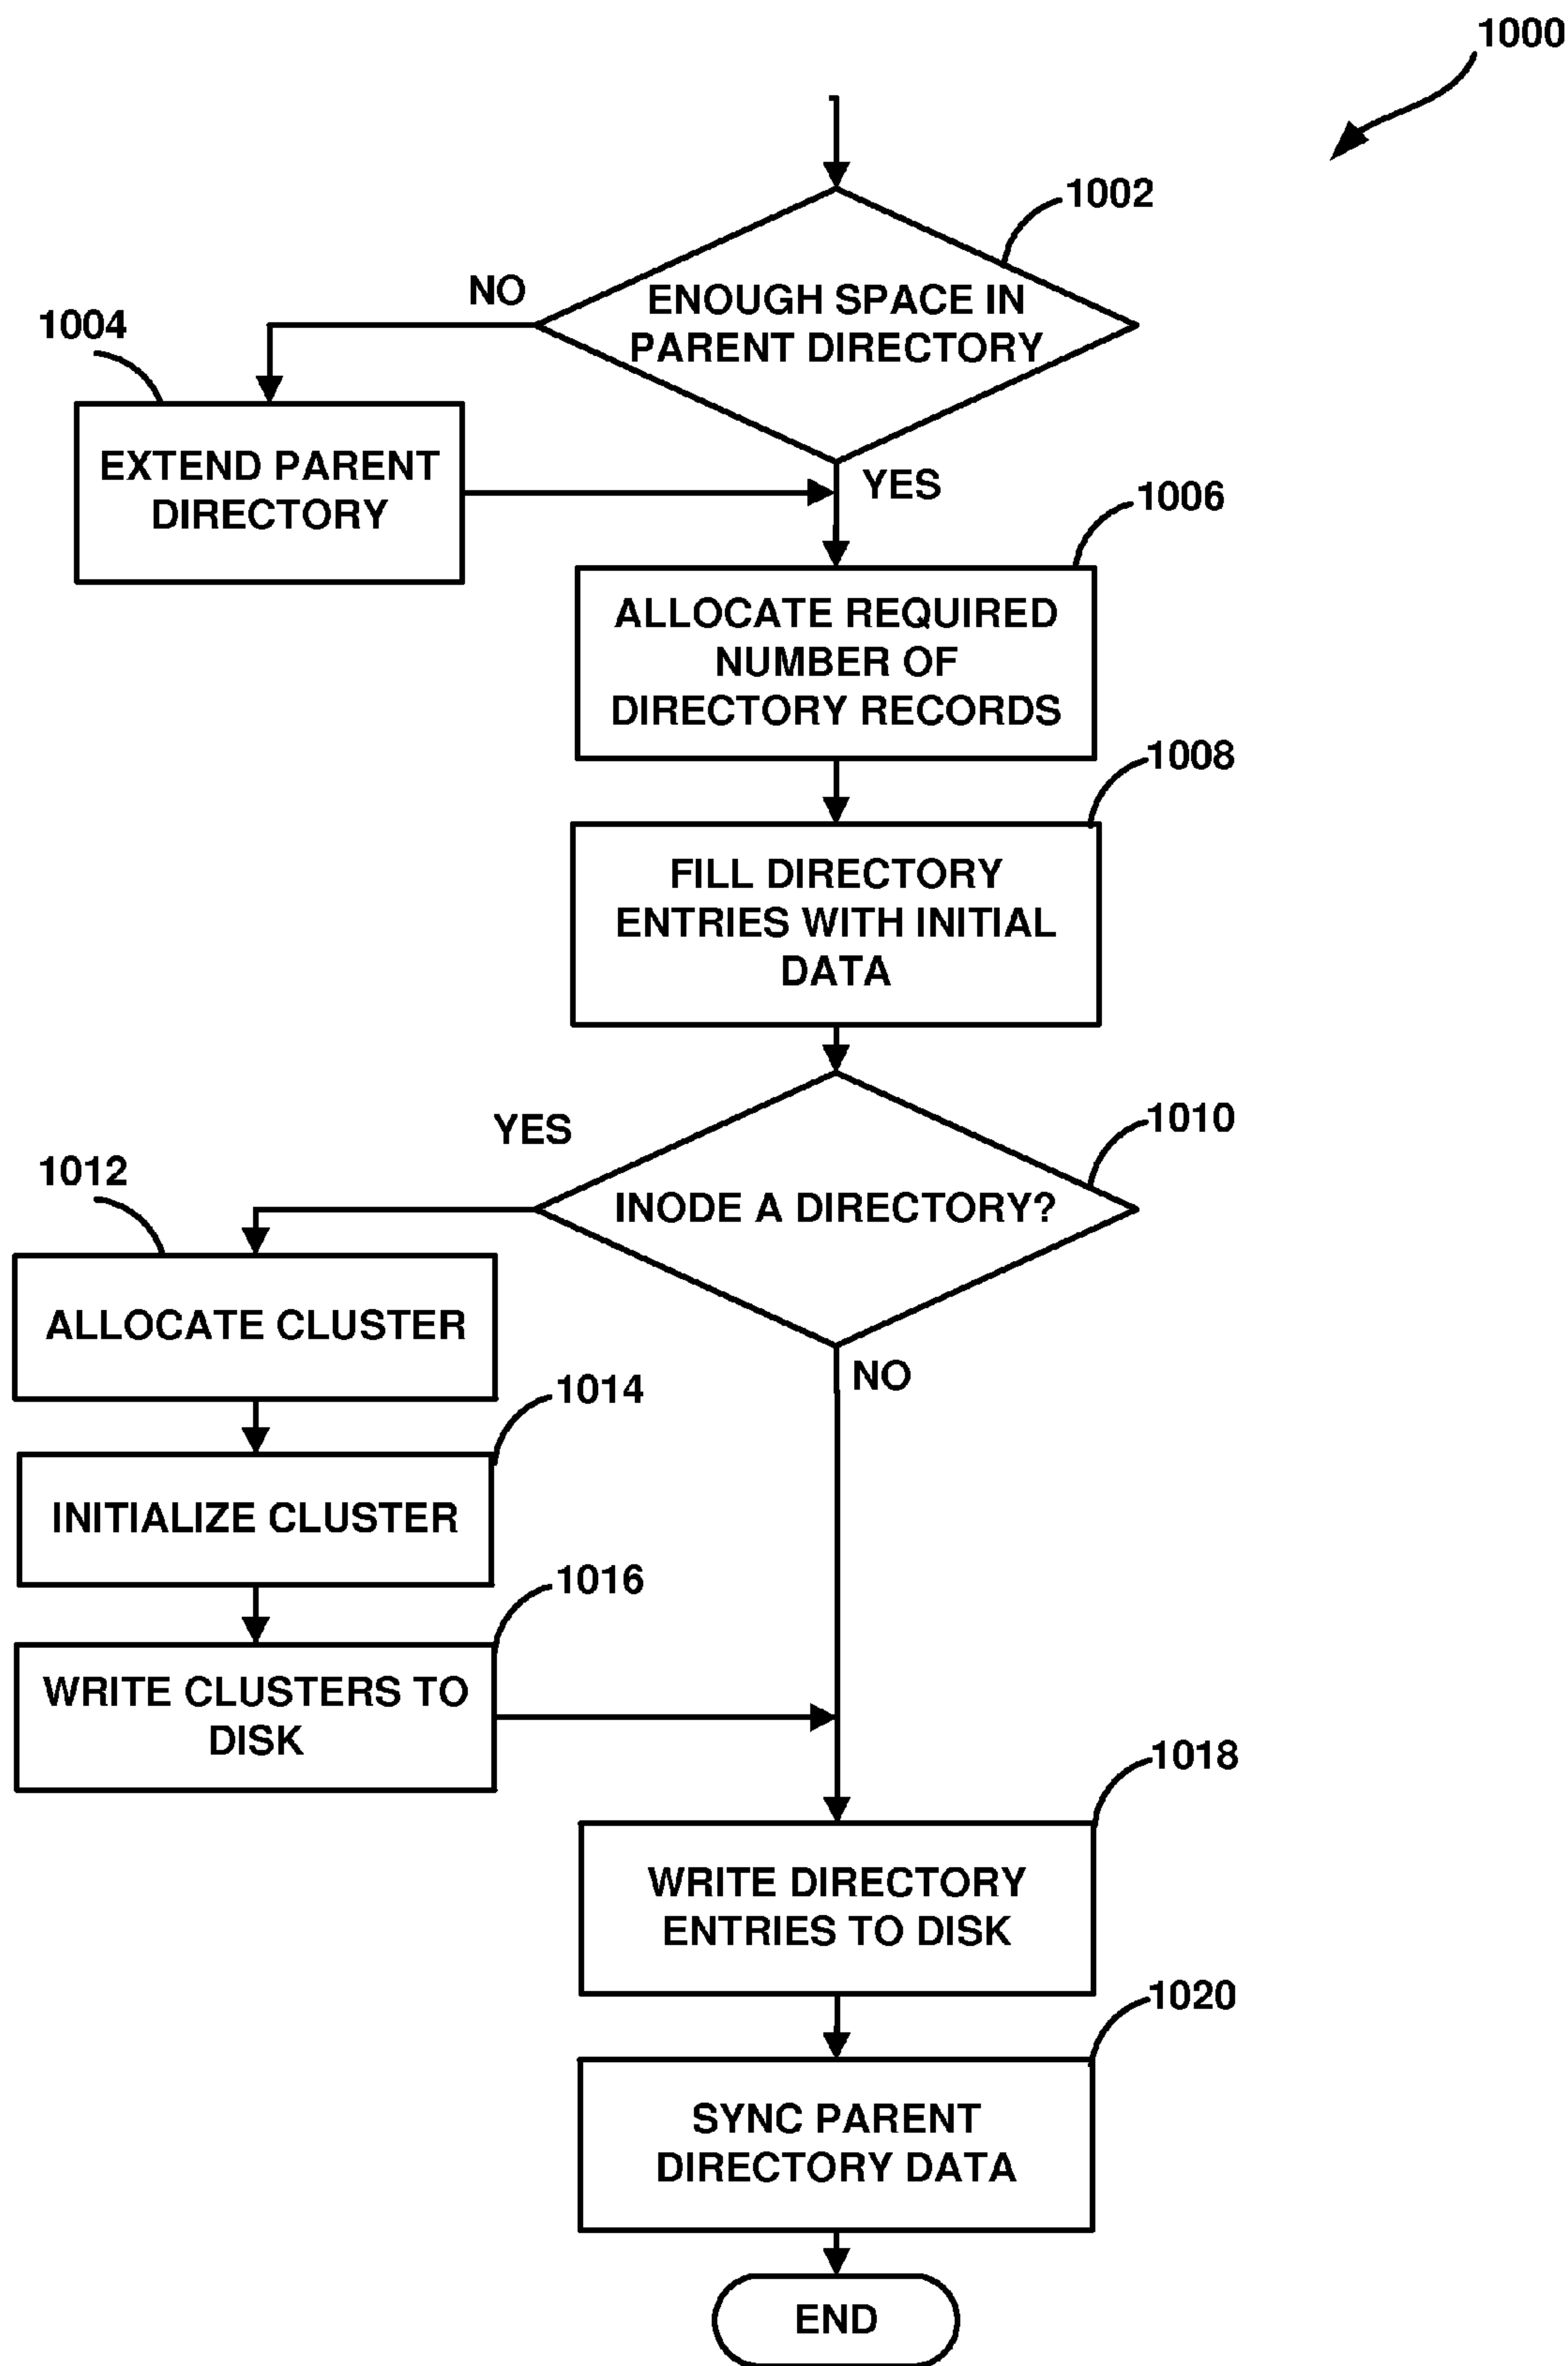 1000
1002
NO
ENOUGH SPACE IN
PARENT DIRECTORY
1004
EXTEND PARENT
DIRECTORY
YES
1006
ALLOCATE REQUIRED
NUMBER OF
DIRECTORY RECORDS
1008
FILL DIRECTORY
ENTRIES WITH INITIAL
DATA
YES
1010
1012
INODE A DIRECTORY?
ALLOCATE CLUSTER
NO
1014
INITIALIZE CLUSTER
1016
WRITE CLUSTERS TO
DISK
1018
WRITE DIRECTORY
ENTRIES TO DISK
1020
SYNC PARENT
DIRECTORY DATA
END